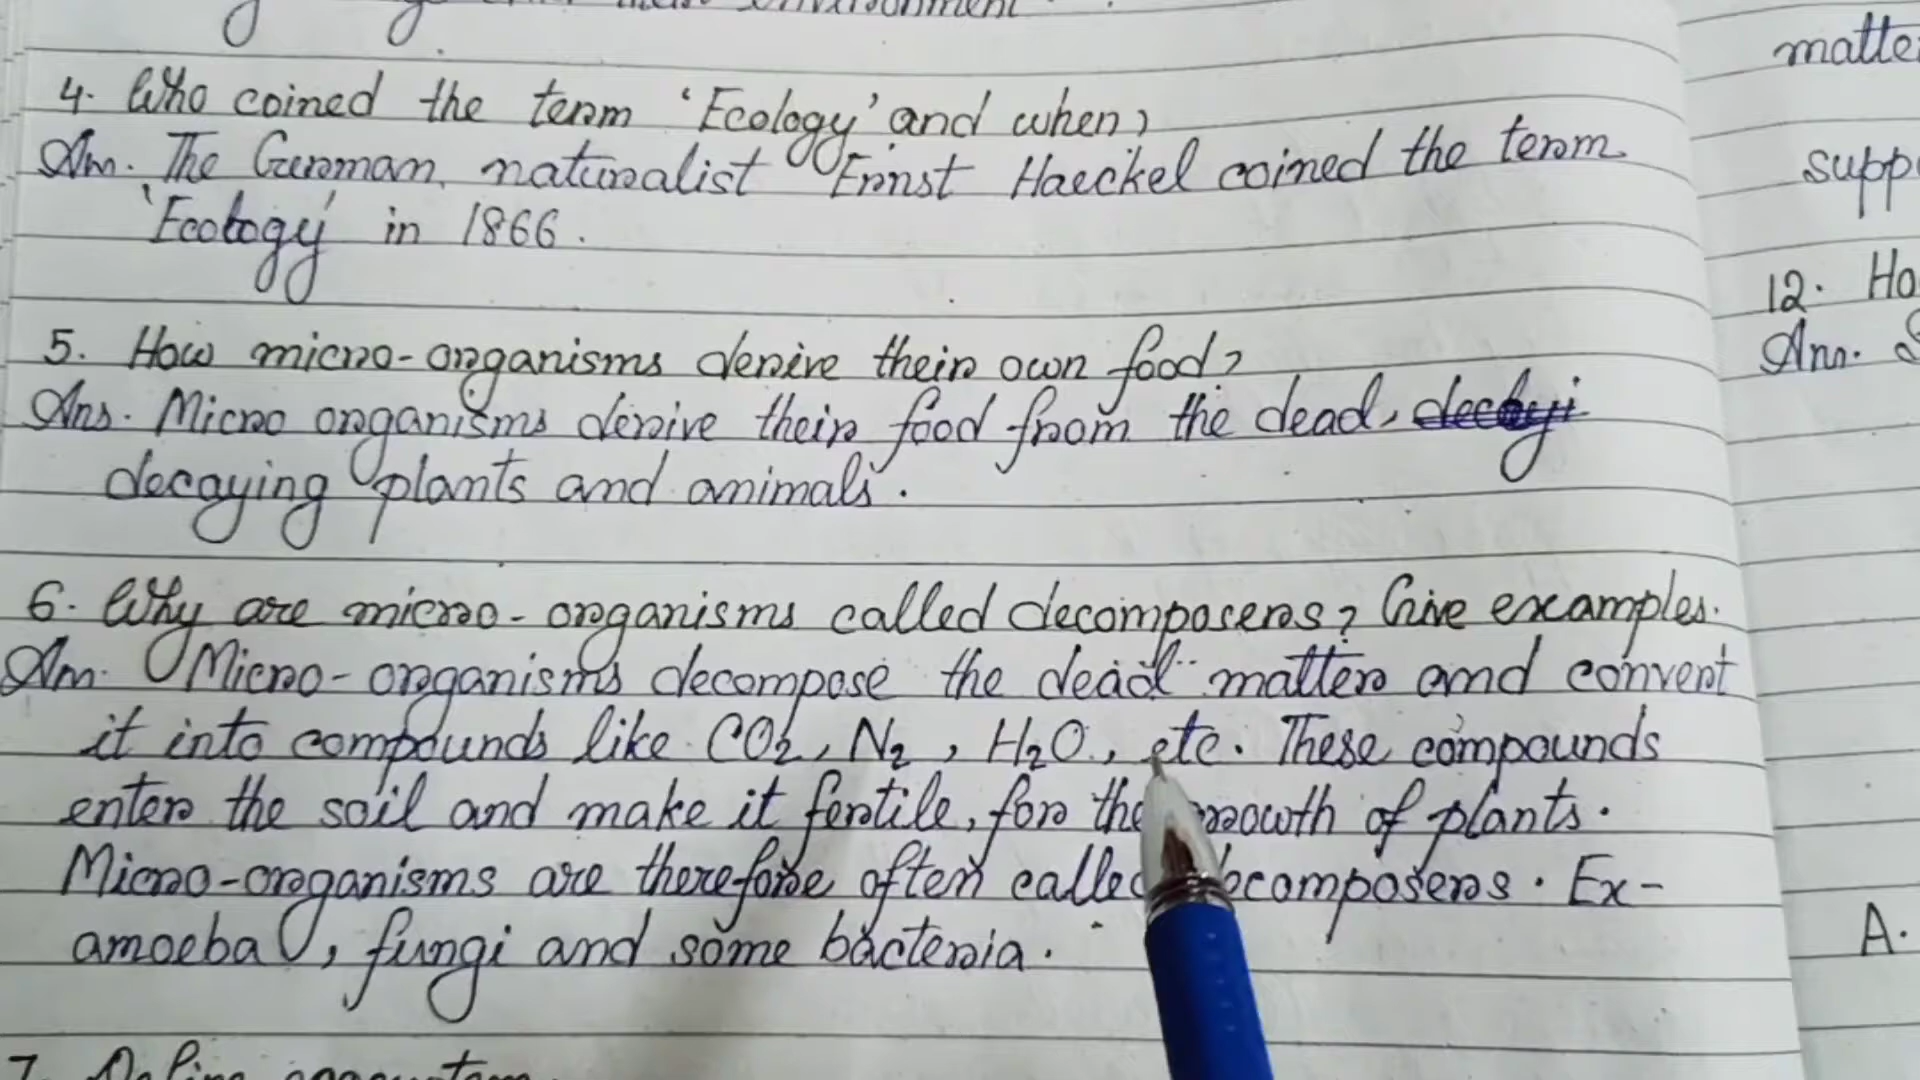 environment
4. Who coined the term 'Ecology' and when?
Ans. The German naturalist Ernst Haeckel coined the term
'Ecology' in 1866.
5. How micro-organisms derive their own food?
Ans. Micro organisms derive their food from the dead,
decaying plants and animals.
6. Why are micro-organisms called decomposers? Give examples.
Ans. Micro-organisms decompose the dead matter and convert
it into compounds like CO2, N2, H2O, etc. These compounds
enter the soil and make it fertile, for the growth of plants.
Micro-organisms are therefore often called decomposers. Ex-
amoeba, fungi and some bacteria.
7. Define
matte
supp
12. Ho
Ans. S
A.